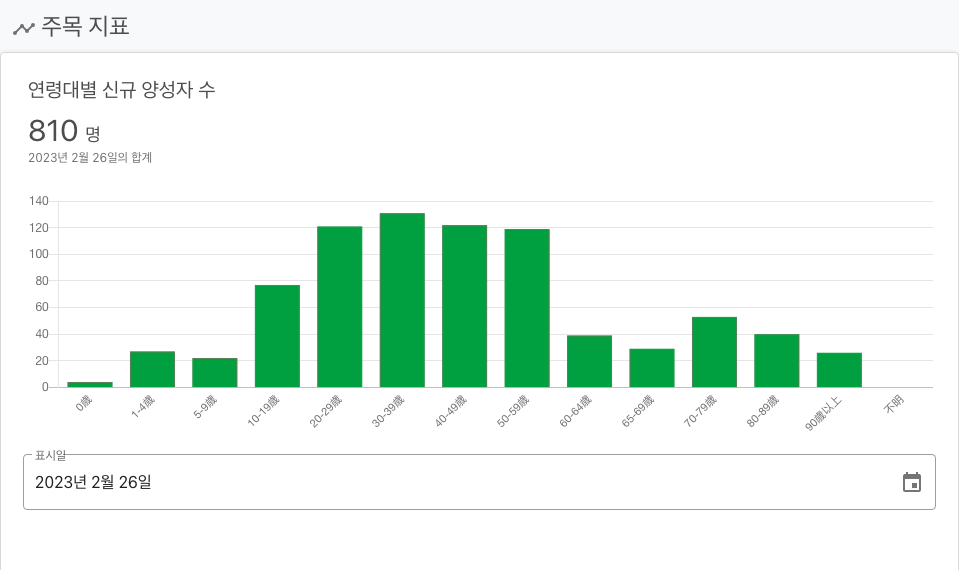 주목 지표
연령대별 신규 양성자 수
810 명
2023년 2월 26일의 합계
140
120
100
80
60
40
20
0
0歳
1-4歳
5-9歳
10-19歳
20-29歳
30-39歳
40-49歳
50-59歳
60-64歳
65-69歳
70-79歳
80-89歳
90歳以上
不明
표시일
2023년 2월 26일